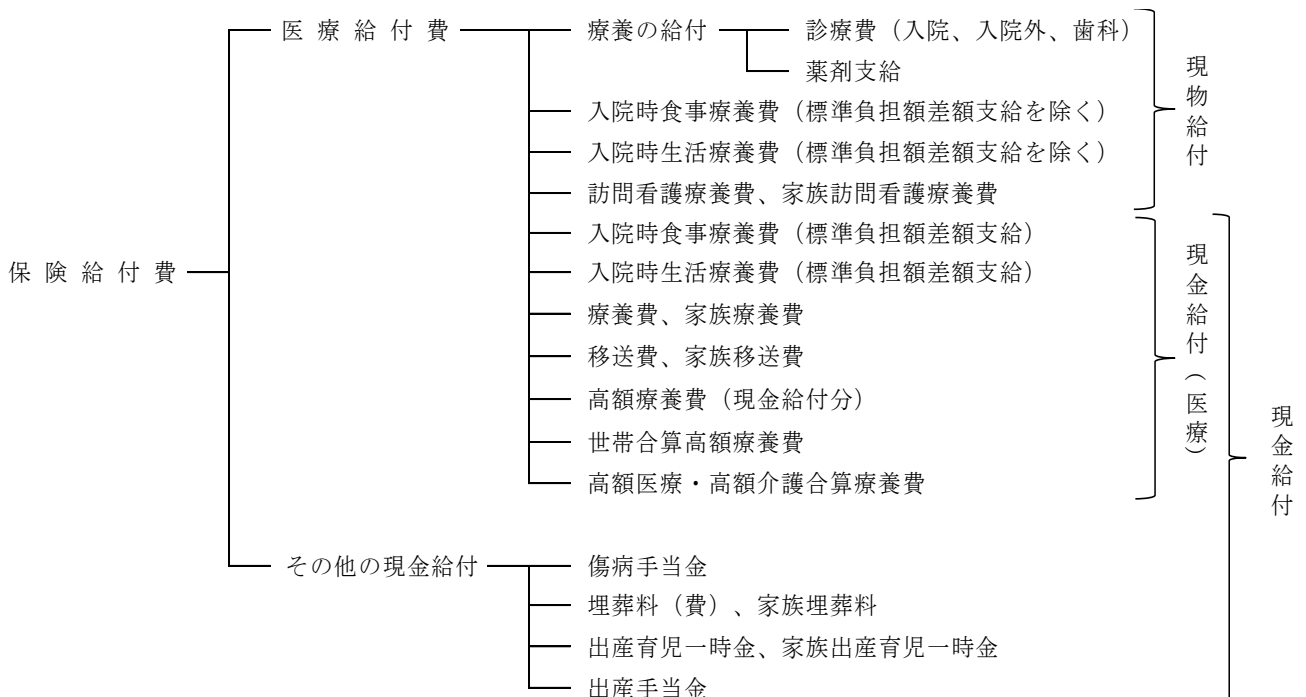 保険給付費
医療給付費
療養の給付
診療費（入院、入院外、歯科）
薬剤支給
入院時食事療養費（標準負担額差額支給を除く）
入院時生活療養費（標準負担額差額支給を除く）
訪問看護療養費、家族訪問看護療養費
入院時食事療養費（標準負担額差額支給）
入院時生活療養費（標準負担額差額支給）
療養費、家族療養費
移送費、家族移送費
高額療養費（現金給付分）
世帯合算高額療養費
高額医療・高額介護合算療養費
その他の現金給付
傷病手当金
埋葬料（費）、家族埋葬料
出産育児一時金、家族出産育児一時金
出産手当金
現物給付
現金給付（医療）
現金給付